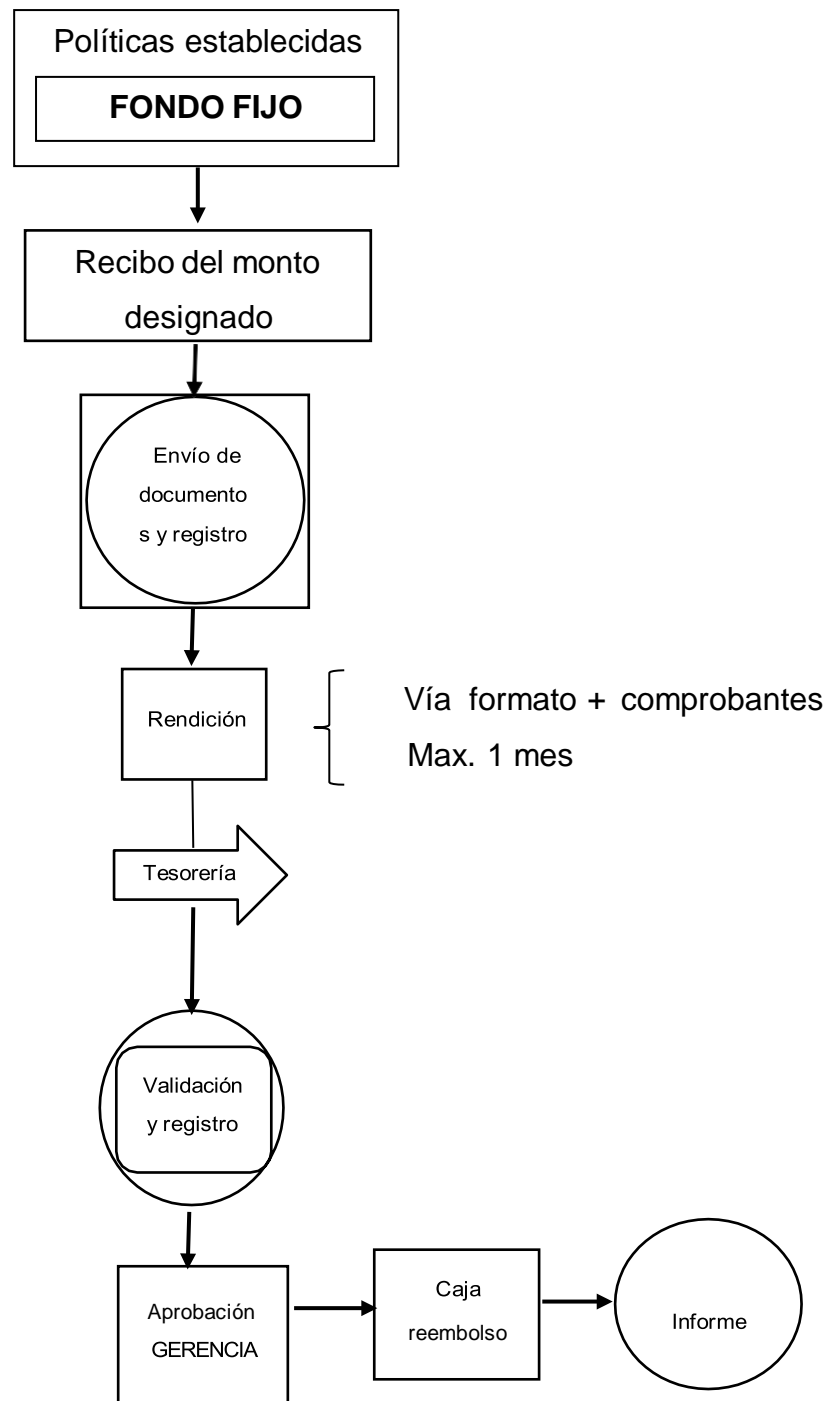 Políticas establecidas
FONDO FIJO
Recibo del monto
designado
Envío de
documento
s y registro
Rendición
Vía formato + comprobantes
Max. 1 mes
Tesorería
Validación
y registro
Aprobación
GERENCIA
Caja
reembolso
Informe